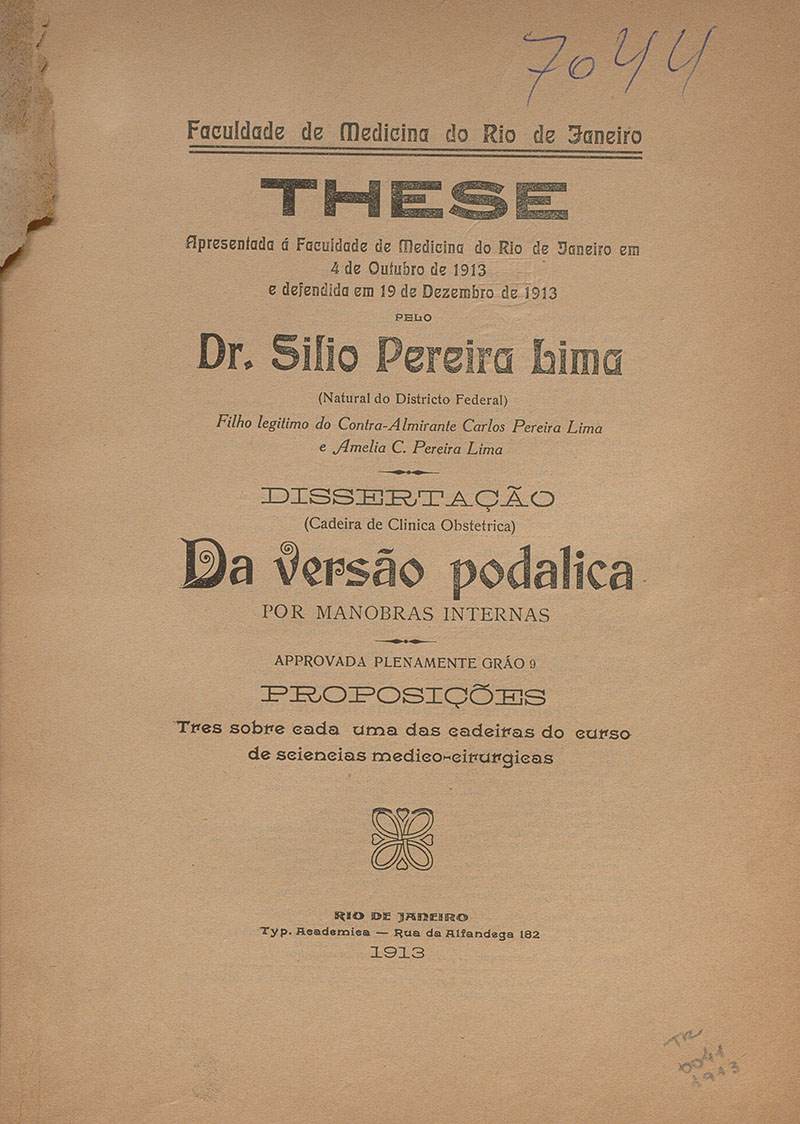 7044
Faculdade de Medicina do Rio de Janeiro
THESE
Apresentada á Faculdade de Medicina do Rio de Janeiro em
4 de Outubro de 1913
e defendida em 19 de Dezembro de 1913
PELO
Dr. Silio Pereira Lima
(Natural do Districto Federal)
Filho legitimo do Contra-Almirante Carlos Pereira Lima
e Amelia C. Pereira Lima
DISSERTAÇÃO
(Cadeira de Clinica Obstetrica)
Da versão podalica
POR MANOBRAS INTERNAS
APPROVADA PLENAMENTE GRÁO 9
PROPOSIÇÕES
Tres sobre cada uma das cadeiras do curso
de sciencias medico-cirurgicas
RIO DE JANEIRO
Typ. Academica — Rua da Alfandega 182
1913
TR
0041
1913